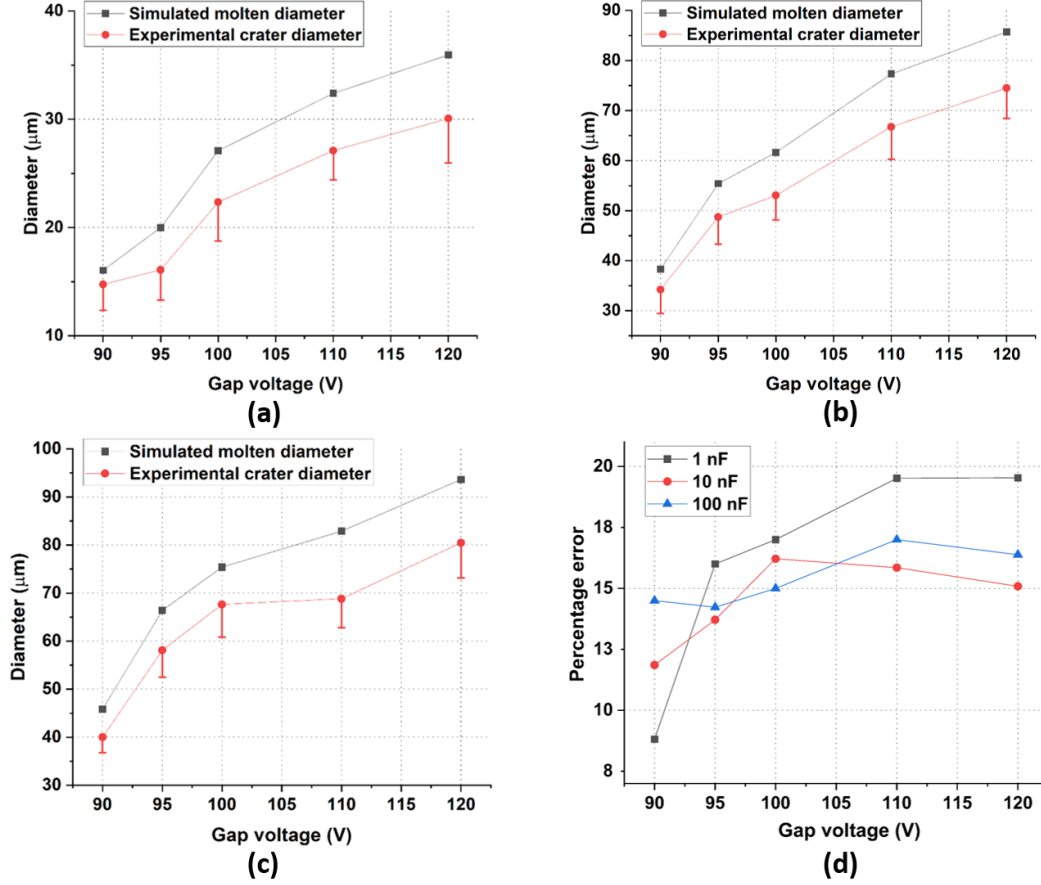 Simulated molten diameter
Experimental crater diameter
40
30
20
10
Diameter (μm)
90 95 100 105 110 115 120
Gap voltage (V)
(a)
Simulated molten diameter
Experimental crater diameter
90
80
70
60
50
40
30
Diameter (μm)
90 95 100 105 110 115 120
Gap voltage (V)
(b)
Simulated molten diameter
Experimental crater diameter
100
90
80
70
60
50
40
30
Diameter (μm)
90 95 100 105 110 115 120
Gap voltage (V)
(c)
1 nF
10 nF
100 nF
20
18
15
13
10
8
Percentage error
90 95 100 105 110 115 120
Gap voltage (V)
(d)